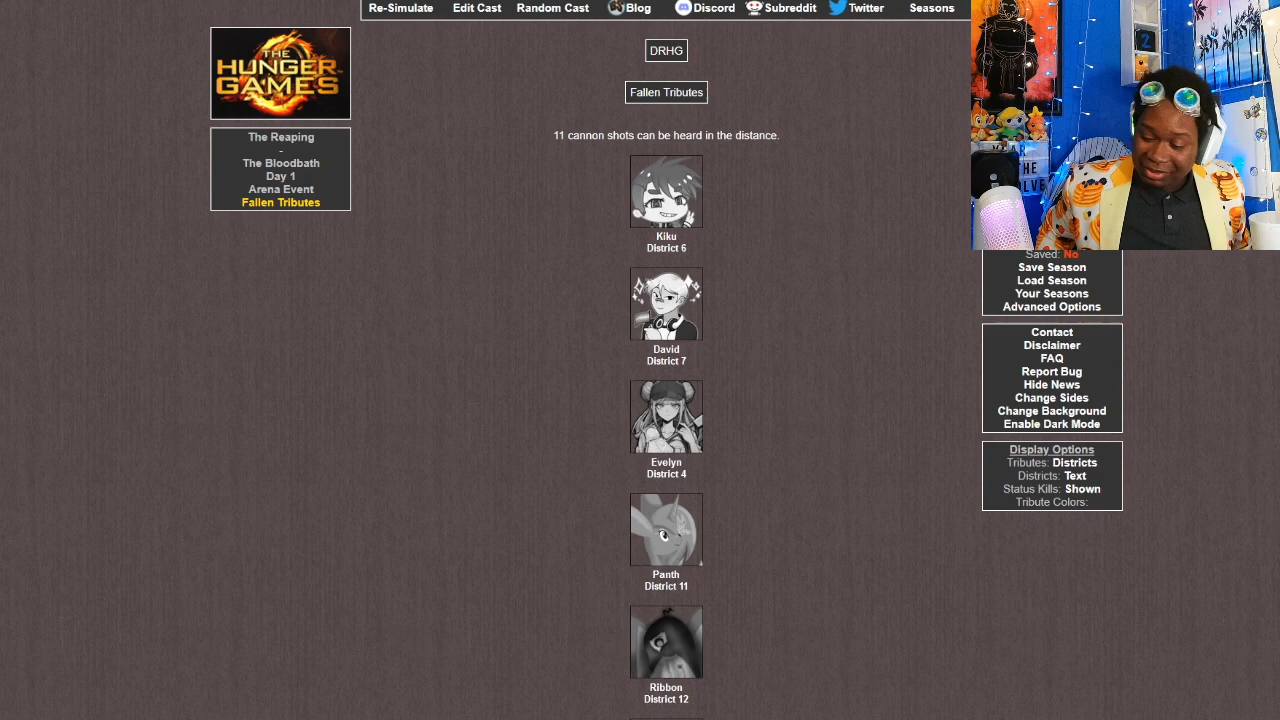 Re-Simulate Edit Cast Random Cast Blog Discord Subreddit Twitter Seasons
THE
HUNGER
GAMES
The Reaping
-
The Bloodbath
Day 1
Arena Event
Fallen Tributes
DRHG
Fallen Tributes
11 cannon shots can be heard in the distance.
Kiku
District 6
David
District 7
Evelyn
District 4
Panth
District 11
Ribbon
District 12
2
THE
Saved: No
Save Season
Load Season
Your Seasons
Advanced Options
Contact
Disclaimer
FAQ
Report Bug
Hide News
Change Sides
Change Background
Enable Dark Mode
Display Options
Tributes: Districts
Districts: Text
Status Kills: Shown
Tribute Colors: